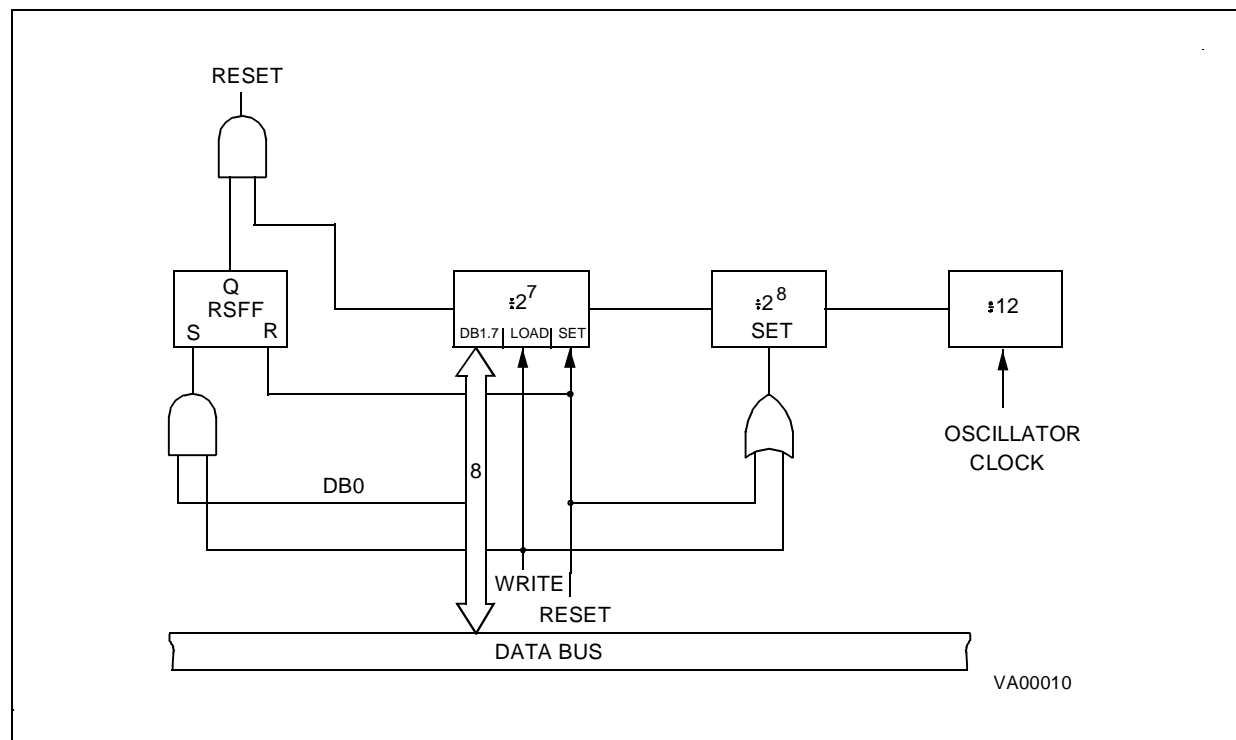 RESET
Q
RSFF
S R
÷2⁷
DB1.7 LOAD SET
÷2⁸
SET
÷12
OSCILLATOR
CLOCK
8
DB0
WRITE
RESET
DATA BUS
VA00010